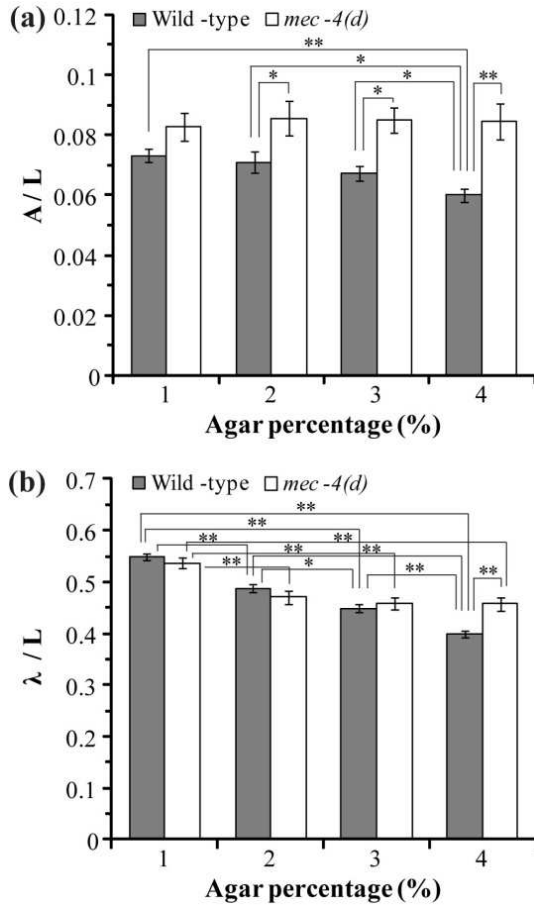 (a)
Wild -type mec -4(d)
0.12
0.1
0.08
0.06
0.04
0.02
0
A / L
** * * * * **
1 2 3 4
Agar percentage (%)
(b)
Wild -type mec -4(d)
0.7
0.6
0.5
0.4
0.3
0.2
0.1
0
λ / L
**
**
** **
** **
** * ** **
1 2 3 4
Agar percentage (%)